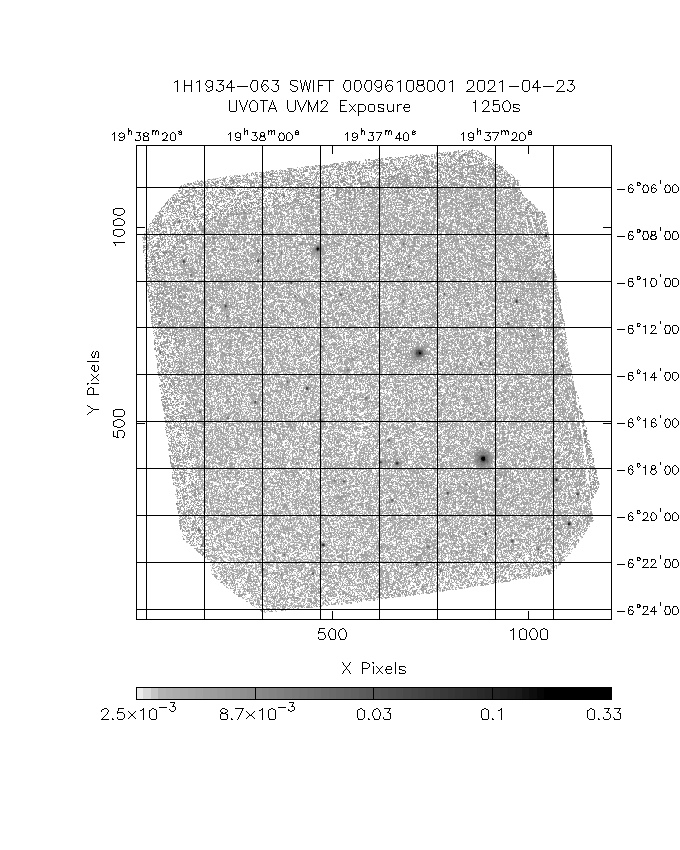 1H1934-063 SWIFT 00096108001 2021-04-23
UVOTA UVM2 Exposure 1250s
19ʰ38ᵐ20ˢ 19ʰ38ᵐ00ˢ 19ʰ37ᵐ40ˢ 19ʰ37ᵐ20ˢ
-6°06'00
1000
-6°08'00
-6°10'00
-6°12'00
Y Pixels
-6°14'00
500
-6°16'00
-6°18'00
-6°20'00
-6°22'00
-6°24'00
500 1000
X Pixels
2.5×10⁻³ 8.7×10⁻³ 0.03 0.1 0.33